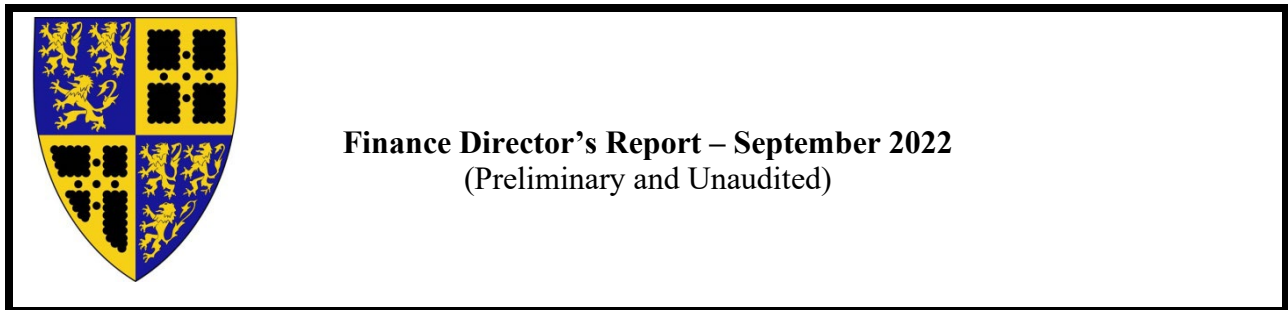 Finance Director’s Report – September 2022
(Preliminary and Unaudited)